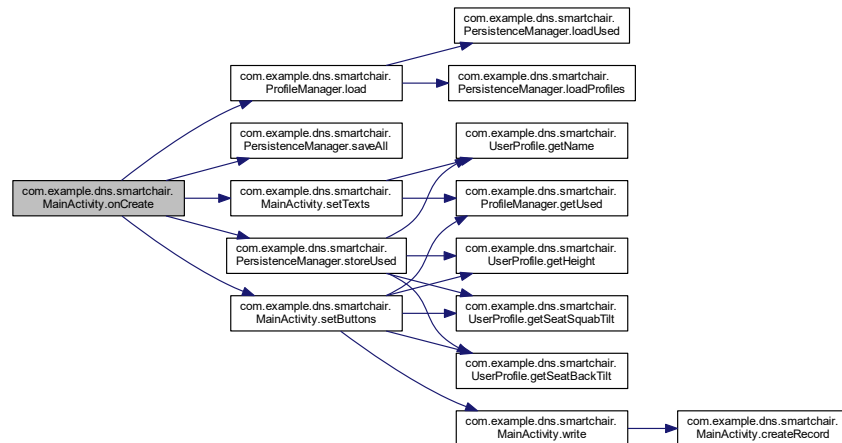 com.example.dns.smartchair.
MainActivity.onCreate
com.example.dns.smartchair.
ProfileManager.load
com.example.dns.smartchair.
PersistenceManager.saveAll
com.example.dns.smartchair.
MainActivity.setTexts
com.example.dns.smartchair.
PersistenceManager.storeUsed
com.example.dns.smartchair.
MainActivity.setButtons
com.example.dns.smartchair.
PersistenceManager.loadUsed
com.example.dns.smartchair.
PersistenceManager.loadProfiles
com.example.dns.smartchair.
UserProfile.getName
com.example.dns.smartchair.
ProfileManager.getUsed
com.example.dns.smartchair.
UserProfile.getHeight
com.example.dns.smartchair.
UserProfile.getSeatSquabTilt
com.example.dns.smartchair.
UserProfile.getSeatBackTilt
com.example.dns.smartchair.
MainActivity.write
com.example.dns.smartchair.
MainActivity.createRecord